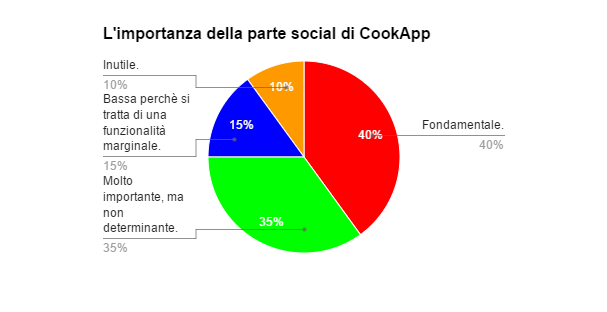 L'importanza della parte social di CookApp
Inutile.
10%
Bassa perchè si
tratta di una
funzionalità
marginale.
15%
Molto
importante, ma
non
determinante.
35%
10%
15%
35%
40%
Fondamentale.
40%